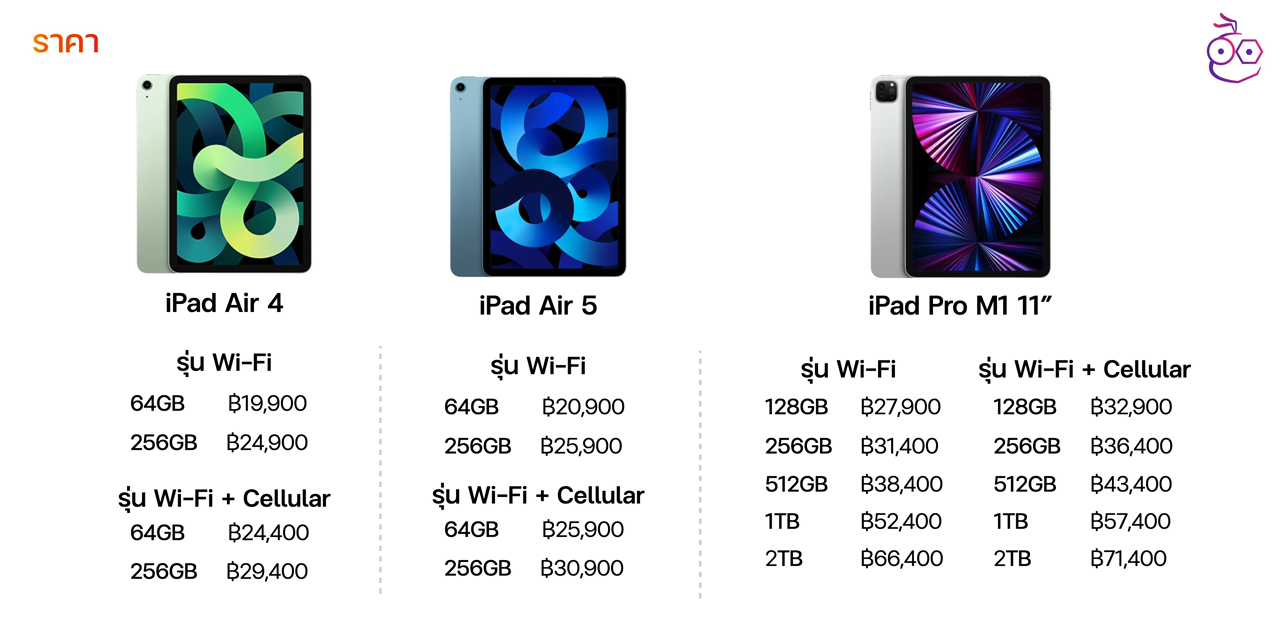 ราคา
iPad Air 4
รุ่น Wi-Fi
64GB ฿19,900
256GB ฿24,900
รุ่น Wi-Fi + Cellular
64GB ฿24,400
256GB ฿29,400
iPad Air 5
รุ่น Wi-Fi
64GB ฿20,900
256GB ฿25,900
รุ่น Wi-Fi + Cellular
64GB ฿25,900
256GB ฿30,900
iPad Pro M1 11″
รุ่น Wi-Fi
128GB ฿27,900
256GB ฿31,400
512GB ฿38,400
1TB ฿52,400
2TB ฿66,400
รุ่น Wi-Fi + Cellular
128GB ฿32,900
256GB ฿36,400
512GB ฿43,400
1TB ฿57,400
2TB ฿71,400